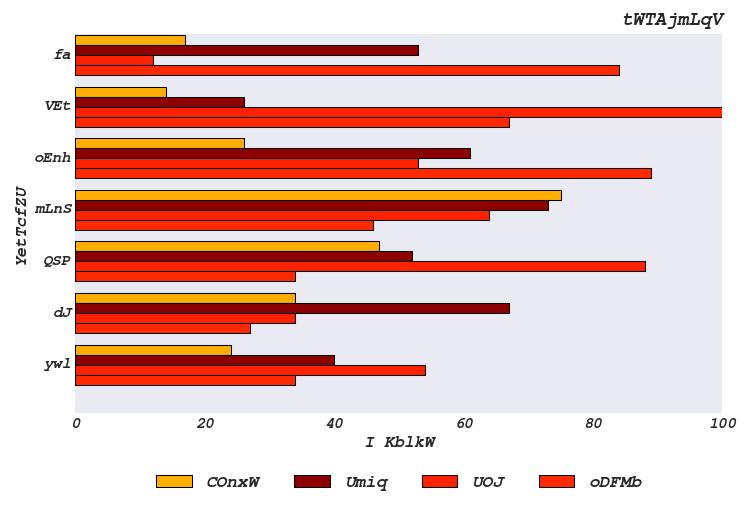 tWTAjmLqV
fa
VEt
oEnh
mLnS
QSP
dJ
ywl
YetTcfZU
0 20 40 60 80 100
I KblkW
COnxW Umiq UOJ oDFMb